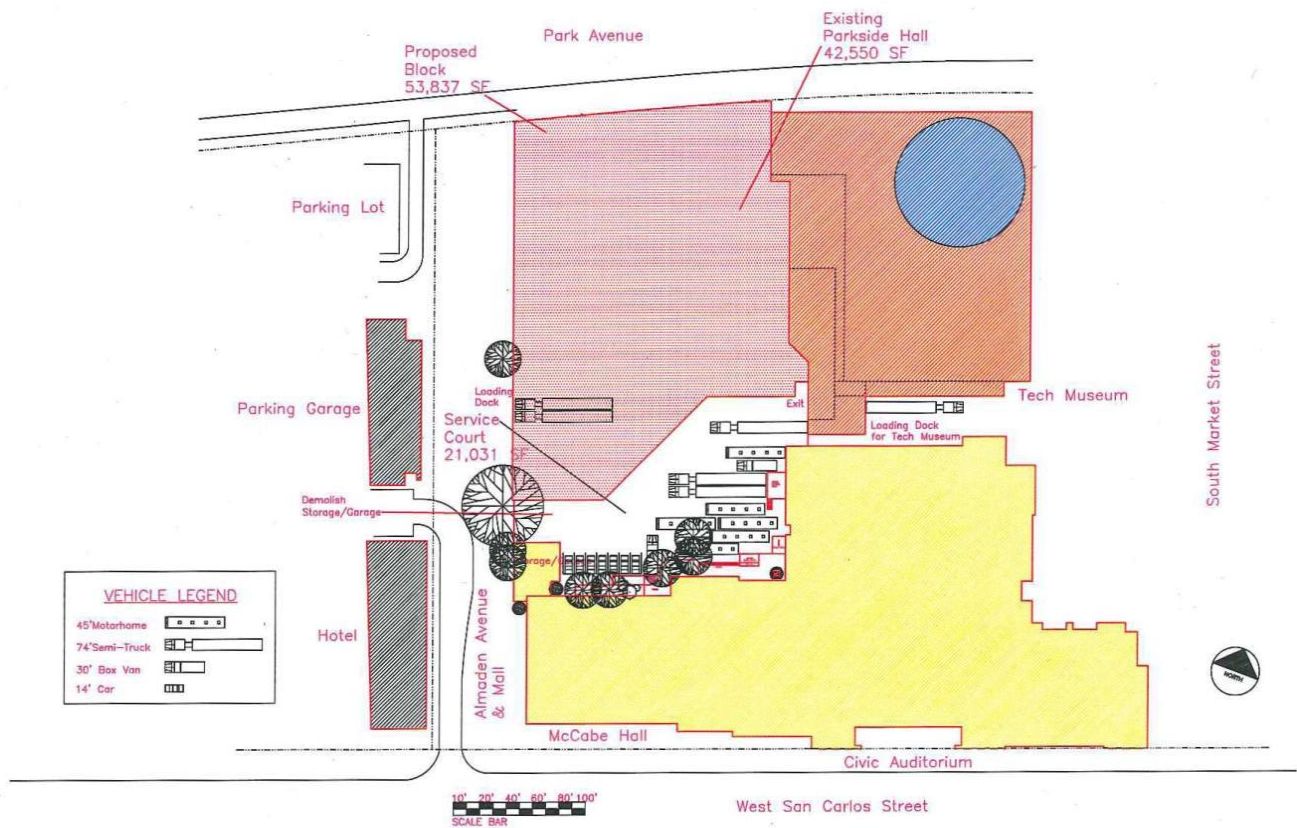 Park Avenue
Existing
Parkside Hall
42,550 SF
Proposed
Block
53,837 SF
Parking Lot
Parking Garage
Loading
Dock
Service
Court
21,031 SF
Exit
Tech Museum
Loading Dock
for Tech Museum
South Market Street
Demolish
Storage/Garage
Storage/Garage
VEHICLE LEGEND
45'Motorhome
74'Semi-Truck
30' Box Van
14' Car
Hotel
Almaden Avenue
& Mall
McCabe Hall
Civic Auditorium
NORTH
10' 20' 40' 60' 80' 100'
SCALE BAR
West San Carlos Street